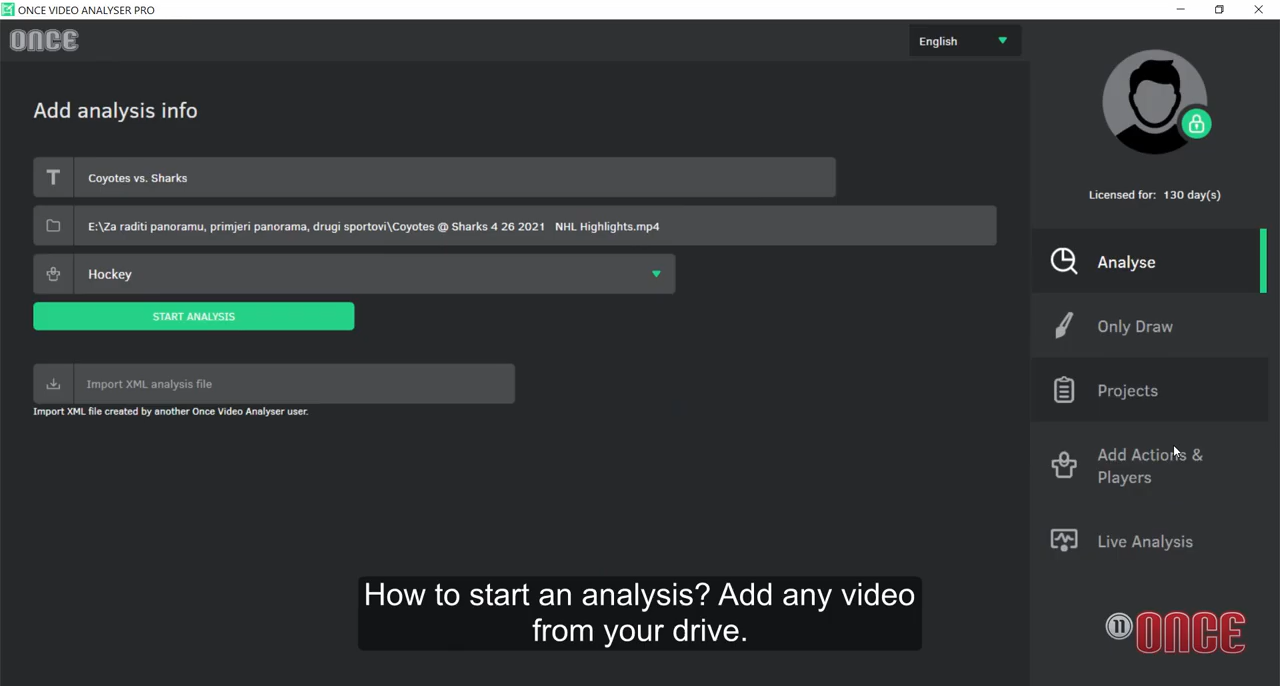 ONCE VIDEO ANALYSER PRO
ONCE
English
Add analysis info
Coyotes vs. Sharks
E:\Za raditi panoramu, primjeri panorama, drugi sportovi\Coyotes @ Sharks 4 26 2021 NHL Highlights.mp4
Hockey
START ANALYSIS
Import XML analysis file
Import XML file created by another Once Video Analyser user.
Licensed for: 130 day(s)
Analyse
Only Draw
Projects
Add Actions &
Players
Live Analysis
How to start an analysis? Add any video
from your drive.
11 ONCE